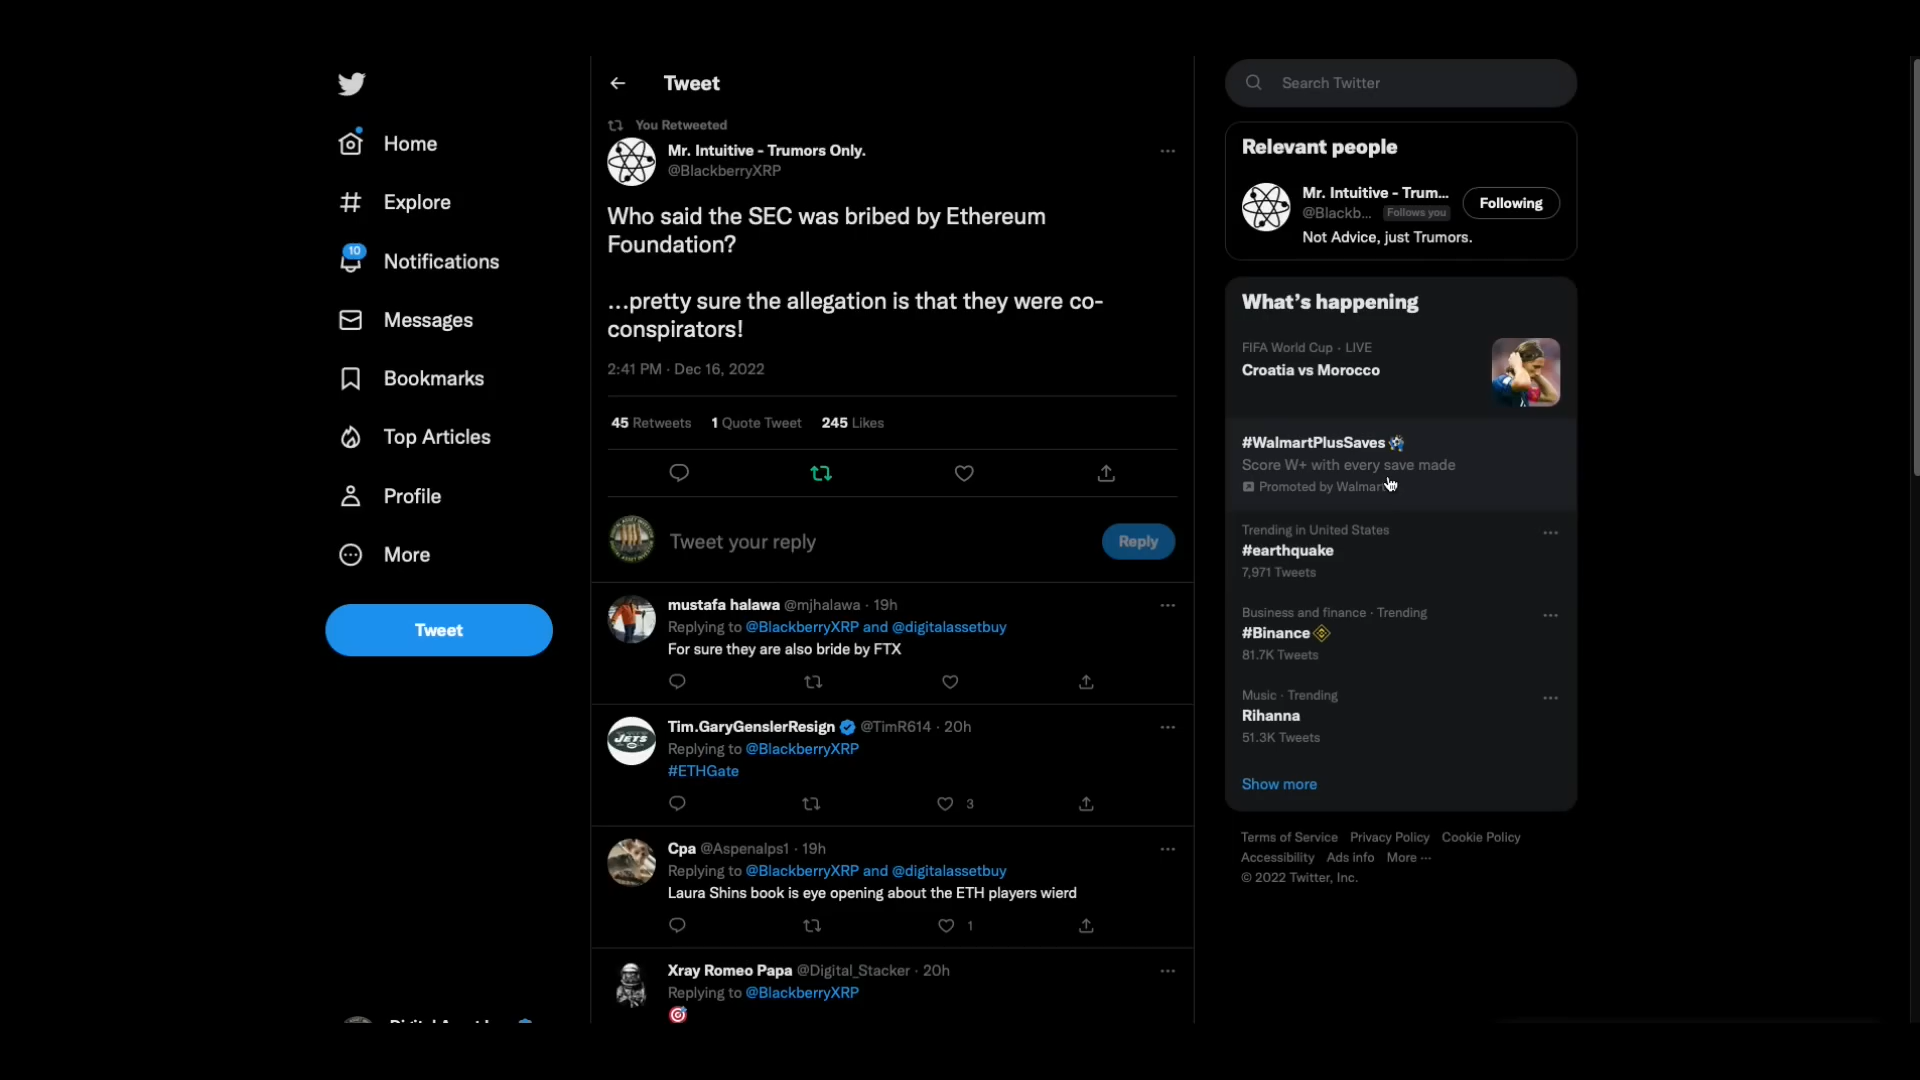 Home
Explore
10
Notifications
Messages
Bookmarks
Top Articles
Profile
More
Tweet
Tweet
You Retweeted
Mr. Intuitive - Trumors Only.
@BlackberryXRP
Who said the SEC was bribed by Ethereum
Foundation?
...pretty sure the allegation is that they were co-
conspirators!
2:41 PM · Dec 16, 2022
45 Retweets 1 Quote Tweet 245 Likes
Tweet your reply
Reply
mustafa halawa @mjhalawa · 19h
Replying to @BlackberryXRP and @digitalassetbuy
For sure they are also bride by FTX
JETS
Tim.GaryGenslerResign @TimR614 · 20h
Replying to @BlackberryXRP
#ETHGate
3
Cpa @Aspenalps1 · 19h
Replying to @BlackberryXRP and @digitalassetbuy
Laura Shins book is eye opening about the ETH players wierd
1
Xray Romeo Papa @Digital_Stacker · 20h
Replying to @BlackberryXRP
Search Twitter
Relevant people
Mr. Intuitive - Trum...
@Blackb... Follows you
Following
Not Advice, just Trumors.
What's happening
FIFA World Cup · LIVE
Croatia vs Morocco
#WalmartPlusSaves
Score W+ with every save made
Promoted by Walmart
Trending in United States
#earthquake
7,971 Tweets
Business and finance · Trending
#Binance
81.7K Tweets
Music · Trending
Rihanna
51.3K Tweets
Show more
Terms of Service Privacy Policy Cookie Policy
Accessibility Ads info More ...
© 2022 Twitter, Inc.